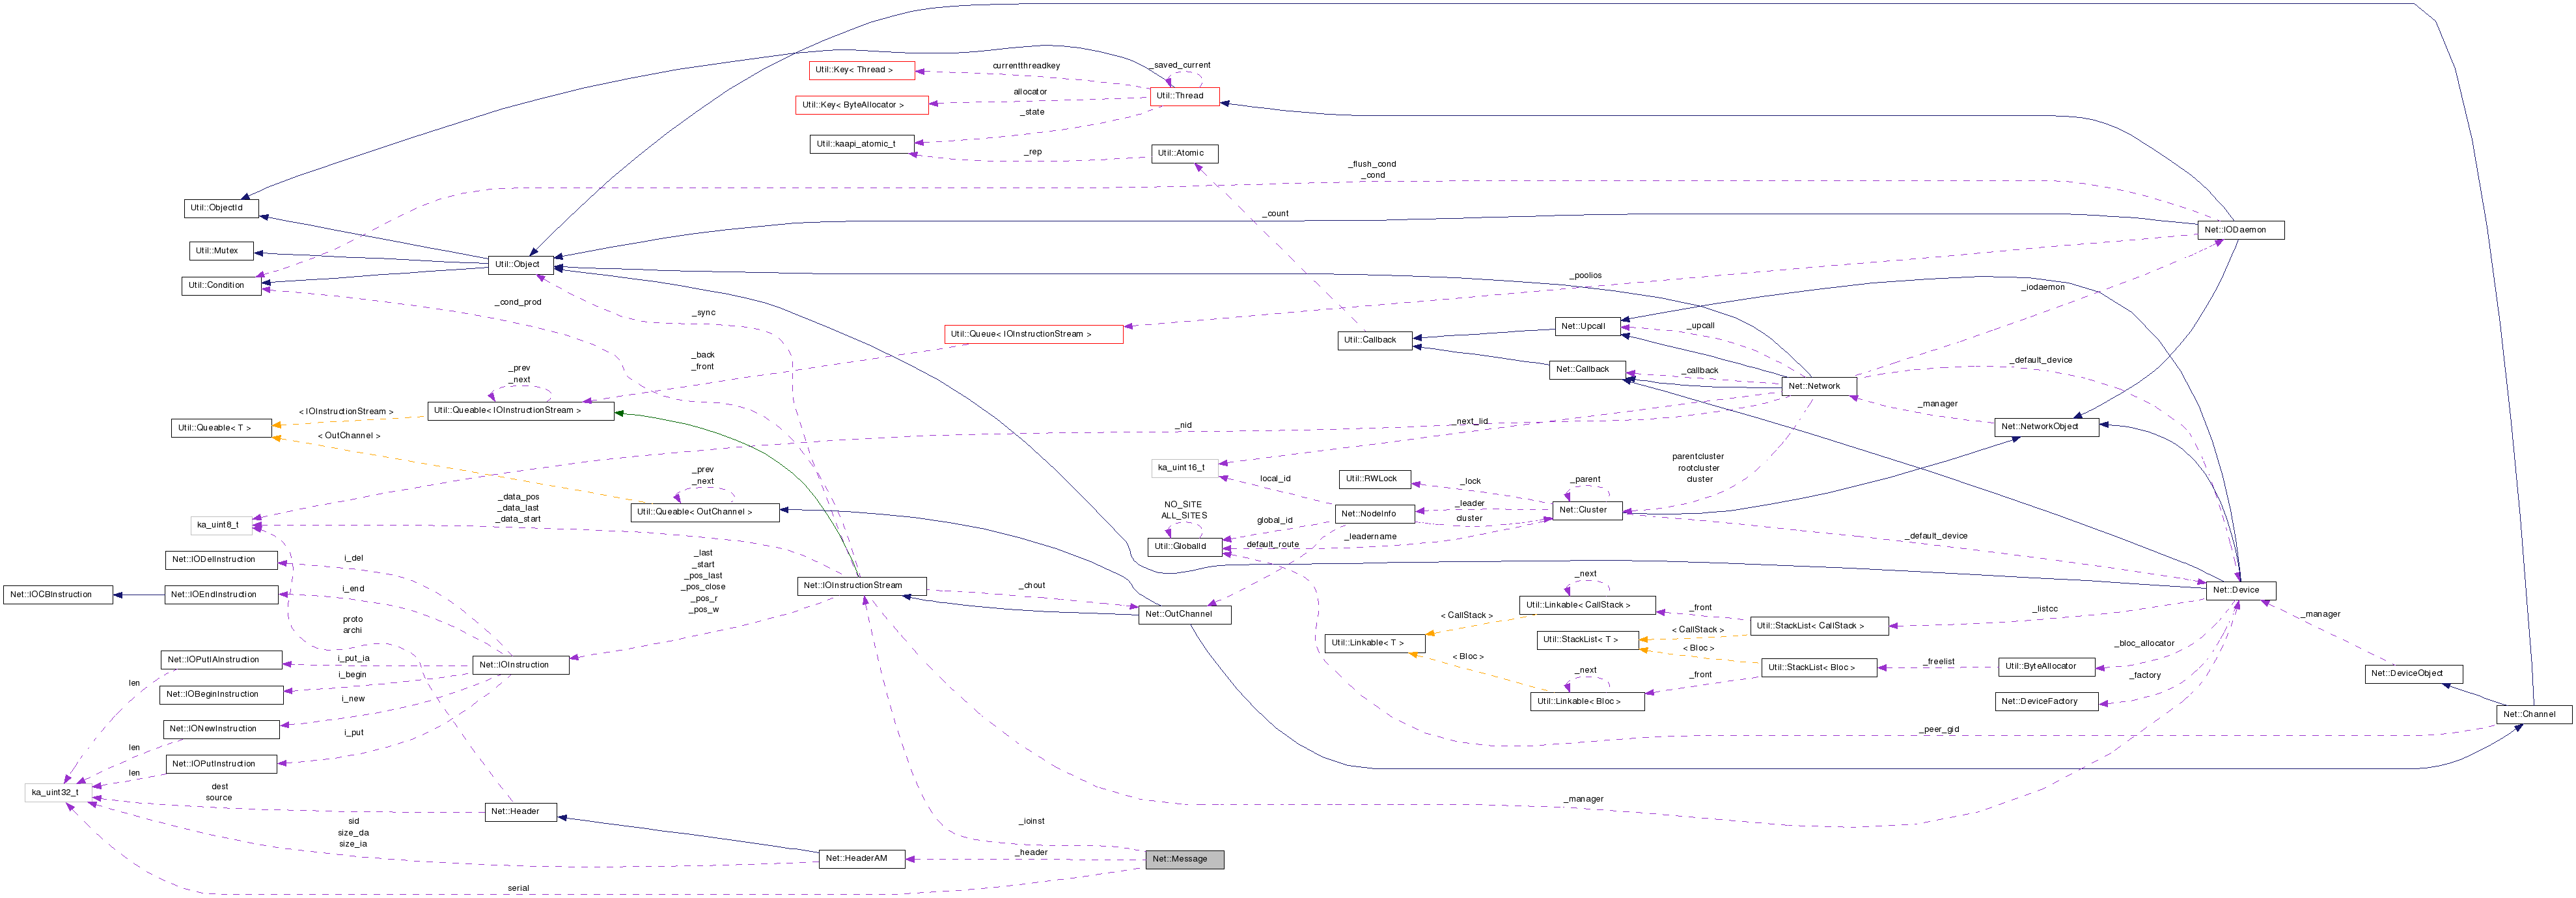 currentthreadkey
_saved_current
Util::Key< Thread >
allocator
Util::Thread
Util::Key< ByteAllocator >
_state
Util::kaapi_atomic_t
_rep
Util::Atomic
_flush_cond
_cond
Util::ObjectId
_count
Net::IODaemon
Util::Mutex
Util::Object
_poolios
Util::Condition
_iodaemon
_cond_prod
_sync
Util::Queue< IOInstructionStream >
Net::Upcall
_upcall
Util::Callback
_back
_front
_default_device
_prev
_next
Net::Callback
_callback
Net::Network
< IOInstructionStream >
Util::Queable< IOInstructionStream >
_manager
Util::Queable< T >
< OutChannel >
_nid
_next_lid
Net::NetworkObject
parentcluster
rootcluster
cluster
_prev
_next
ka_uint16_t
local_id
Util::RWLock
_lock
_parent
_data_pos
_data_last
_data_start
Util::Queable< OutChannel >
NO_SITE
ALL_SITES
_leader
Net::Cluster
ka_uint8_t
global_id
Net::NodeInfo
cluster
Util::GlobalId
default_route
_leadername
_default_device
Net::IODelInstruction
i_del
_last
_start
_pos_last
_pos_close
_pos_r
_pos_w
Net::IOCBInstruction
Net::IOEndInstruction
i_end
Net::IOInstructionStream
_chout
_next
Net::Device
Net::OutChannel
Util::Linkable< CallStack >
_front
_listcc
_manager
< CallStack >
proto
archi
Util::StackList< CallStack >
< CallStack >
Util::Linkable< T >
Util::StackList< T >
_bloc_allocator
< Bloc >
< Bloc >
Net::IOPutIAInstruction
i_put_ia
Net::IOInstruction
Util::StackList< Bloc >
_freelist
Util::ByteAllocator
i_begin
_next
_front
_factory
Net::DeviceObject
len
Net::IOBeginInstruction
i_new
Util::Linkable< Bloc >
Net::DeviceFactory
Net::Channel
Net::IONewInstruction
i_put
_peer_gid
len
Net::IOPutInstruction
len
dest
source
ka_uint32_t
_manager
Net::Header
sid
size_da
size_ia
_ioinst
_header
Net::HeaderAM
Net::Message
serial